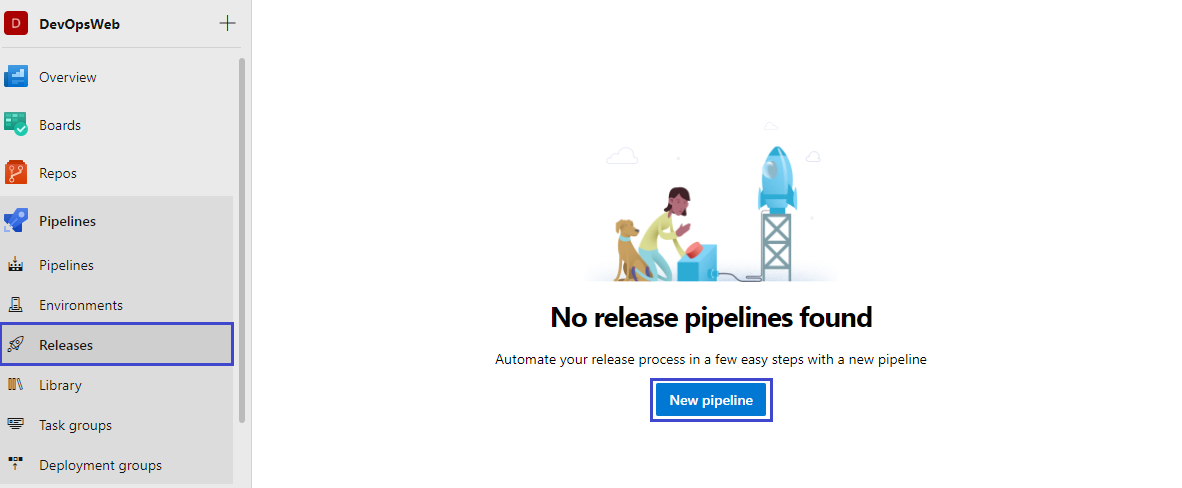 D DevOpsWeb
Overview
Boards
Repos
Pipelines
Pipelines
Environments
Releases
Library
Task groups
Deployment groups
No release pipelines found
Automate your release process in a few easy steps with a new pipeline
New pipeline